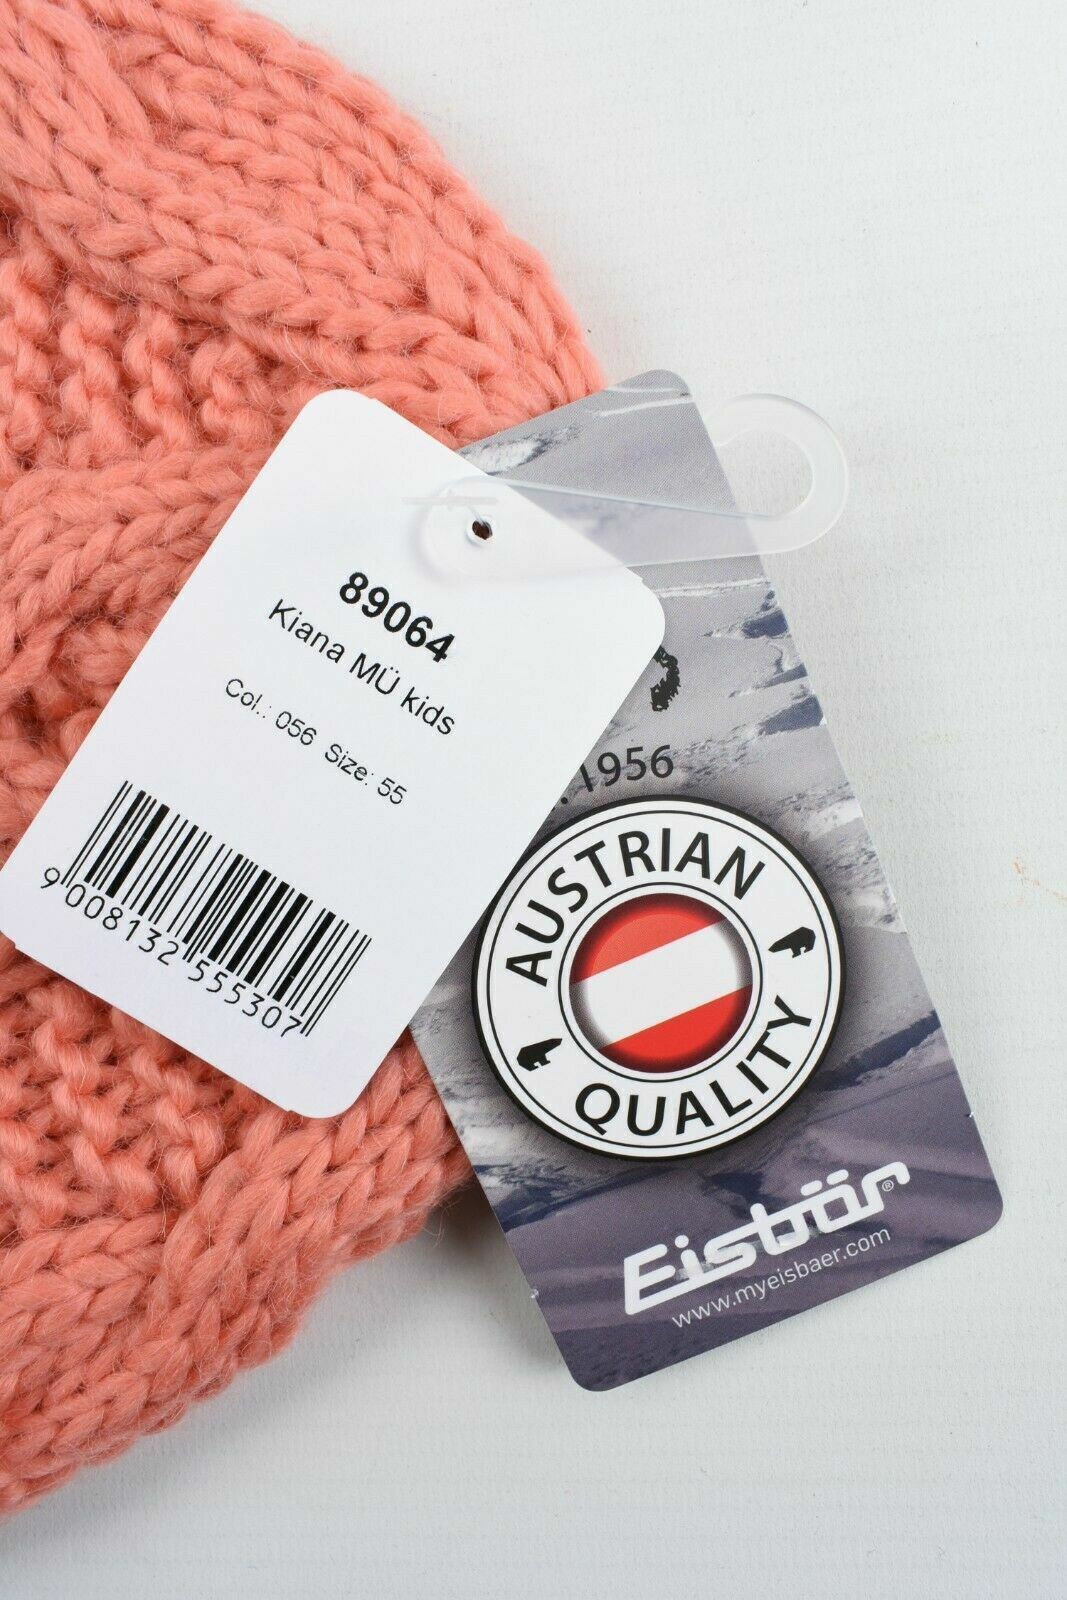 89064
Kiana MÜ kids
Col.: 056 Size: 55
9 008132 555307
1956
AUSTRIAN
QUALITY
Eisbär®
www.myeisbaer.com